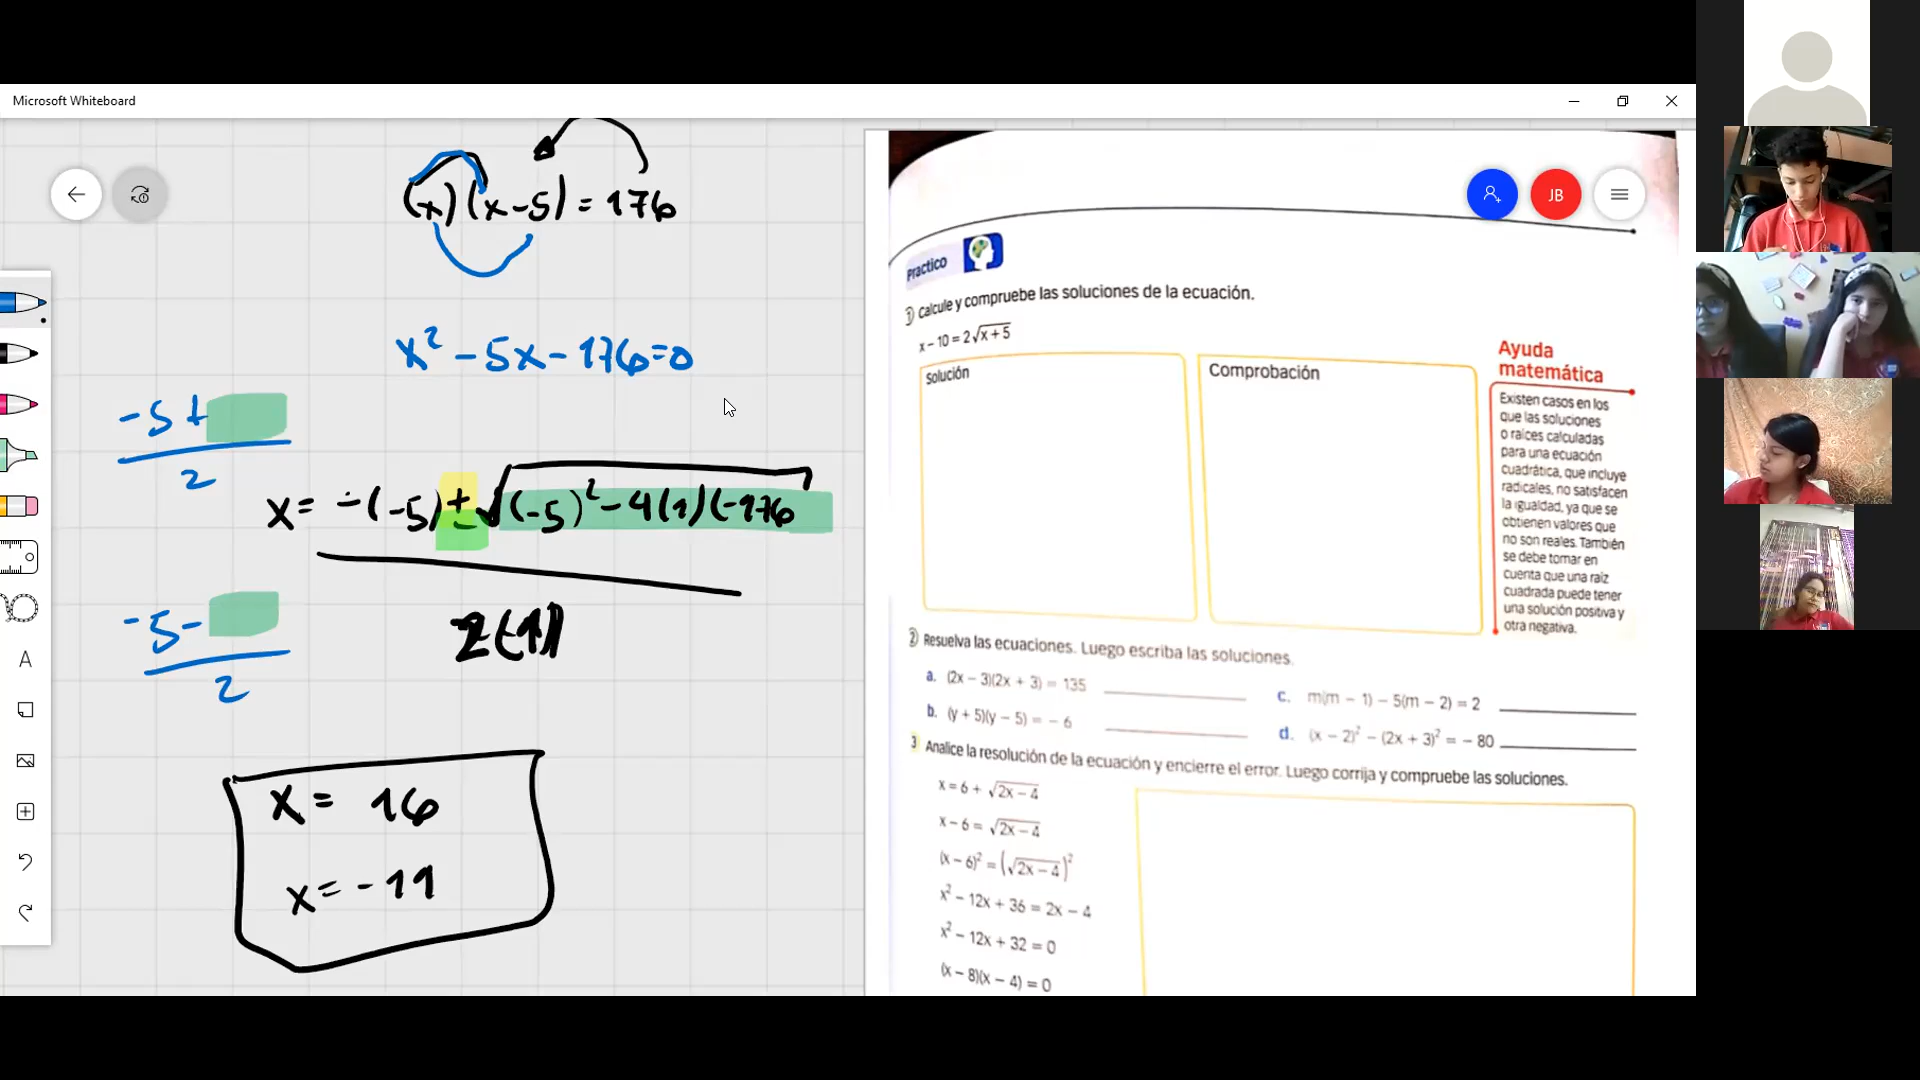 Microsoft Whiteboard
(x)(x-5) = 176
x² - 5x - 176 = 0
-5 +
2
x = -(-5) ± √(-5)² - 4(1)(-176
2(1)
-5 -
2
x = 16
x = -11
A
JB
Practico
1 Calcule y compruebe las soluciones de la ecuación.
x - 10 = 2√x + 5
Solución
Comprobación
Ayuda
matemática
Existen casos en los
que las soluciones
o raíces calculadas
para una ecuación
cuadrática, que incluye
radicales, no satisfacen
la igualdad, ya que se
obtienen valores que
no son reales. También
se debe tomar en
cuenta que una raíz
cuadrada puede tener
una solución positiva y
otra negativa.
2 Resuelva las ecuaciones. Luego escriba las soluciones.
a. (2x - 3)(2x + 3) = 135
b. (y + 5)(y - 5) = - 6
c. m(m - 1) - 5(m - 2) = 2
d. (x - 2)² - (2x + 3)² = - 80
3 Analice la resolución de la ecuación y encierre el error. Luego corrija y compruebe las soluciones.
x = 6 + √2x - 4
x - 6 = √2x - 4
(x - 6)² = (√2x - 4)²
x² - 12x + 36 = 2x - 4
x² - 12x + 32 = 0
(x - 8)(x - 4) = 0